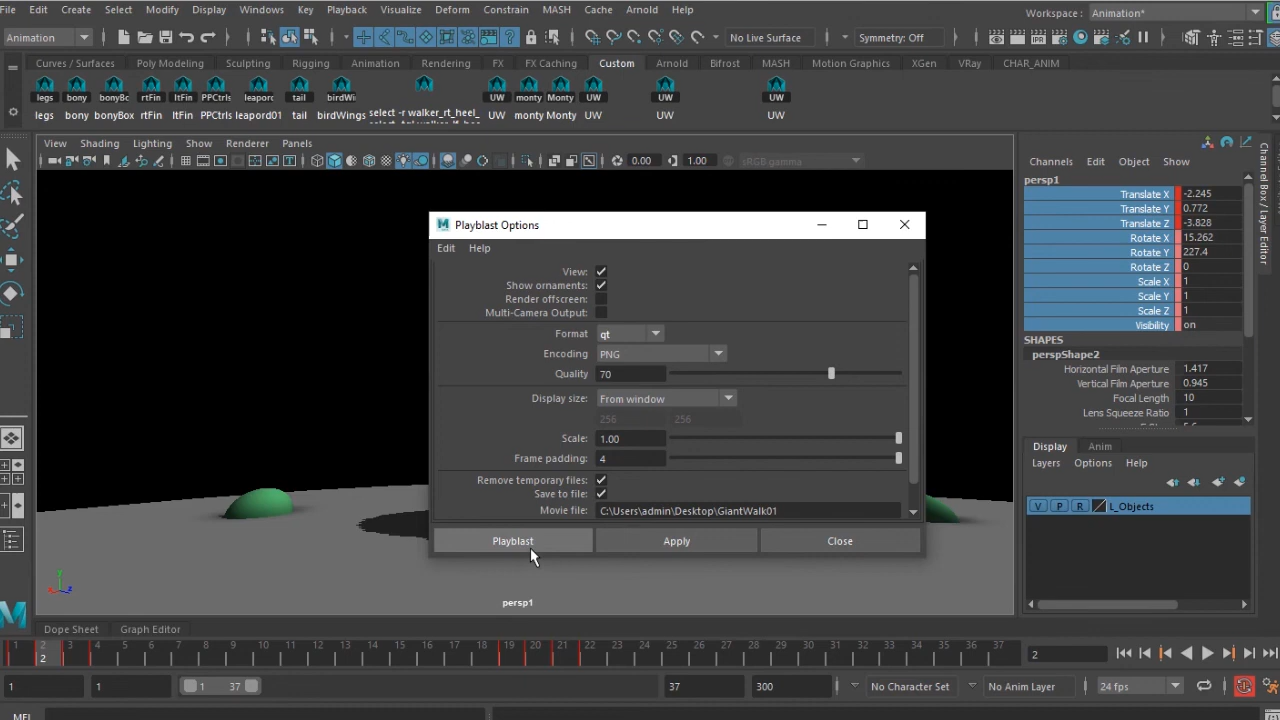 File Edit Create Select Modify Display Windows Key Playback Visualize Deform Constrain MASH Cache Arnold Help Workspace : Animation*
Animation No Live Surface Symmetry: Off
Curves / Surfaces Poly Modeling Sculpting Rigging Animation Rendering FX FX Caching Custom Arnold Bifrost MASH Motion Graphics XGen VRay CHAR_ANIM
legs bony bonyBc rtFin ltFin PPCtrls leapord tail birdWin UW monty Monty UW UW UW
legs bony bonyBox rtFin ltFin PPCtrls leapord01 tail birdWings select -r walker_rt_heel_ UW monty Monty UW UW UW
View Shading Lighting Show Renderer Panels
0.00 1.00 sRGB gamma
Playblast Options
Edit Help
View:
Show ornaments:
Render offscreen:
Multi-Camera Output:
Format qt
Encoding PNG
Quality 70
Display size: From window
256 256
Scale: 1.00
Frame padding: 4
Remove temporary files:
Save to file:
Movie file: C:\Users\admin\Desktop\GiantWalk01
Playblast Apply Close
persp1
Channels Edit Object Show
persp1
Translate X -2.245
Translate Y 0.772
Translate Z -3.828
Rotate X 15.262
Rotate Y 227.4
Rotate Z 0
Scale X 1
Scale Y 1
Scale Z 1
Visibility on
SHAPES
perspShape2
Horizontal Film Aperture 1.417
Vertical Film Aperture 0.945
Focal Length 10
Lens Squeeze Ratio 1
Channel Box / Layer Editor
Display Anim
Layers Options Help
V P R L_Objects
Dope Sheet Graph Editor
1 2 3 4 5 6 7 8 9 10 11 12 13 14 15 16 17 18 19 20 21 22 23 24 25 26 27 28 29 30 31 32 33 34 35 36 37
2 2
1 1 1 37 37 300 No Character Set No Anim Layer 24 fps
MEL